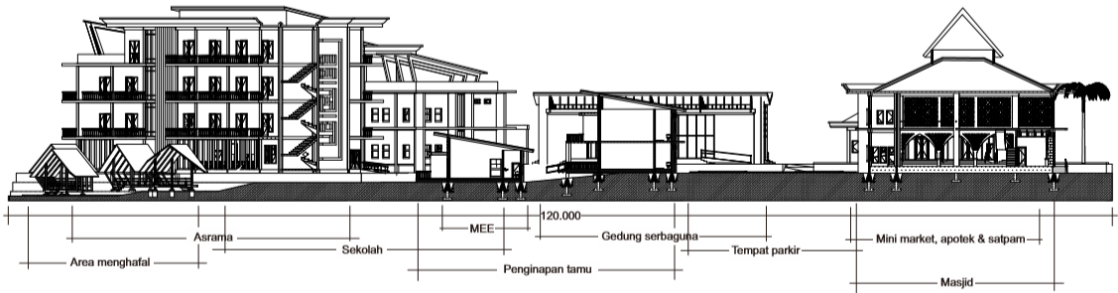 120.000
Asrama
MEE
Gedung serbaguna
Mini market, apotek & satpam
Sekolah
Tempat parkir
Area menghafal
Penginapan tamu
Masjid